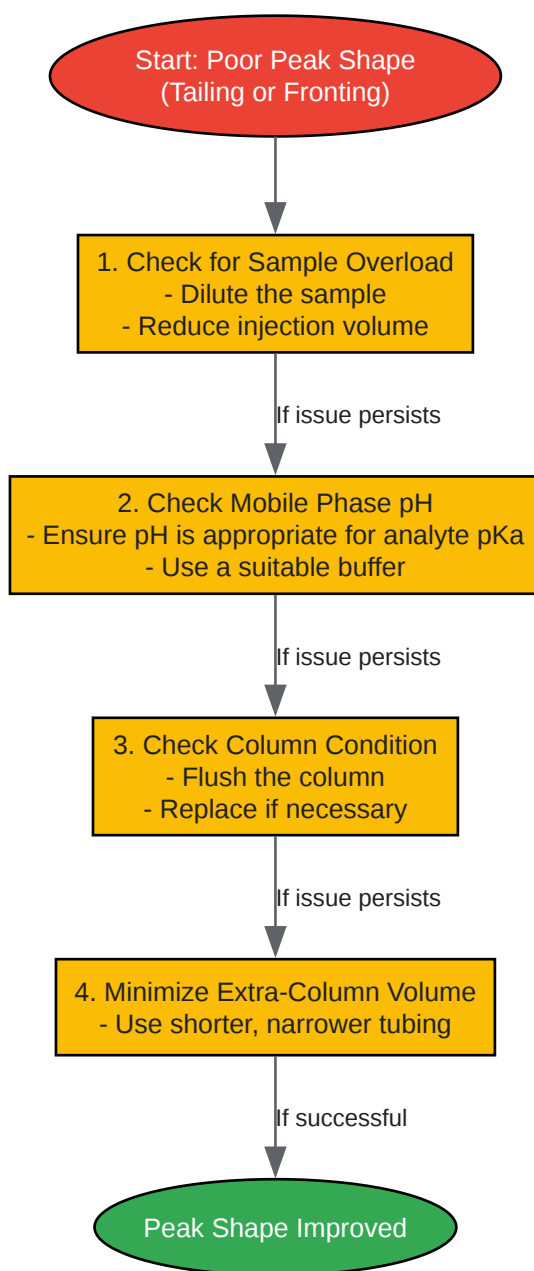 Start: Poor Peak Shape
(Tailing or Fronting)
1. Check for Sample Overload
- Dilute the sample
- Reduce injection volume
If issue persists
2. Check Mobile Phase pH
- Ensure pH is appropriate for analyte pKa
- Use a suitable buffer
If issue persists
3. Check Column Condition
- Flush the column
- Replace if necessary
If issue persists
4. Minimize Extra-Column Volume
- Use shorter, narrower tubing
If successful
Peak Shape Improved